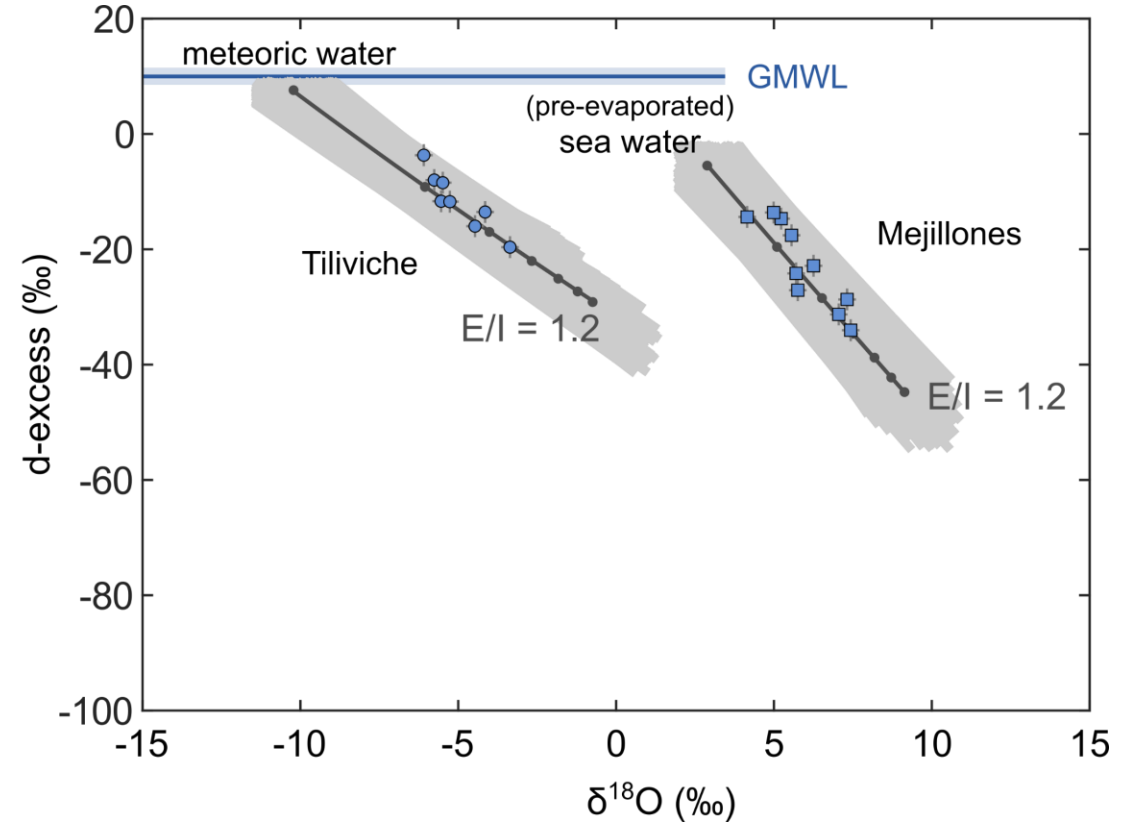 20
meteoric water
GMWL
(pre-evaporated)
sea water
0
Mejillones
-20
Tiliviche
E/I = 1.2
-40
E/I = 1.2
-60
-80
-100
-15
-10
-5
0
5
10
15
d-excess (‰)
δ¹⁸O (‰)